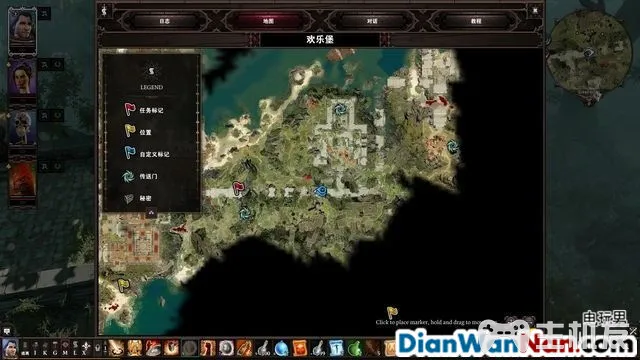 日志
地图
对话
教程
欢乐堡
LEGEND
任务标记
位置
自定义标记
传送门
秘密
Click to place marker, hold and drag to mo
电玩男
DianWanNan.com
I K G M L X